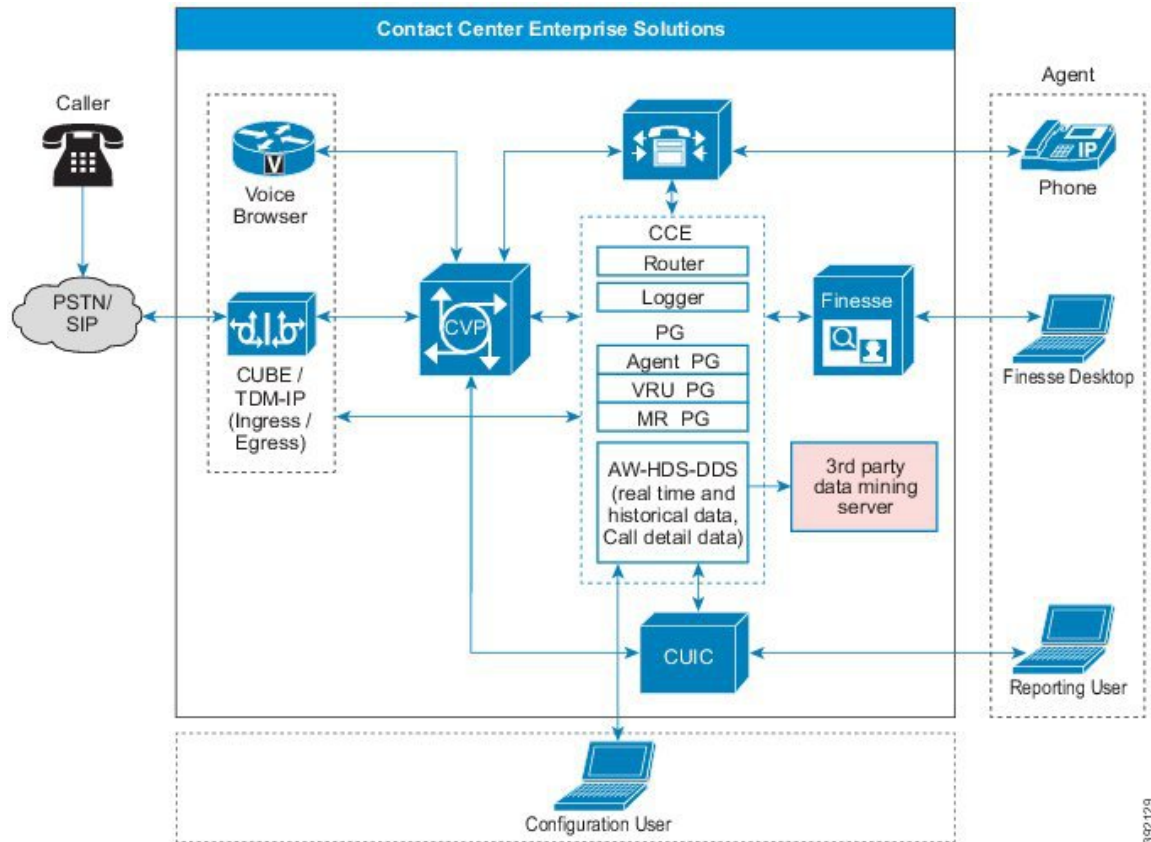 Contact Center Enterprise Solutions
Caller
PSTN/
SIP
V
Voice
Browser
CUBE /
TDM-IP
(Ingress /
Egress)
CVP
CCE
Router
Logger
PG
Agent PG
VRU PG
MR PG
AW-HDS-DDS
(real time and
historical data,
Call detail data)
3rd party
data mining
server
Finesse
CUIC
Agent
IP
Phone
Finesse Desktop
Reporting User
Configuration User
392129